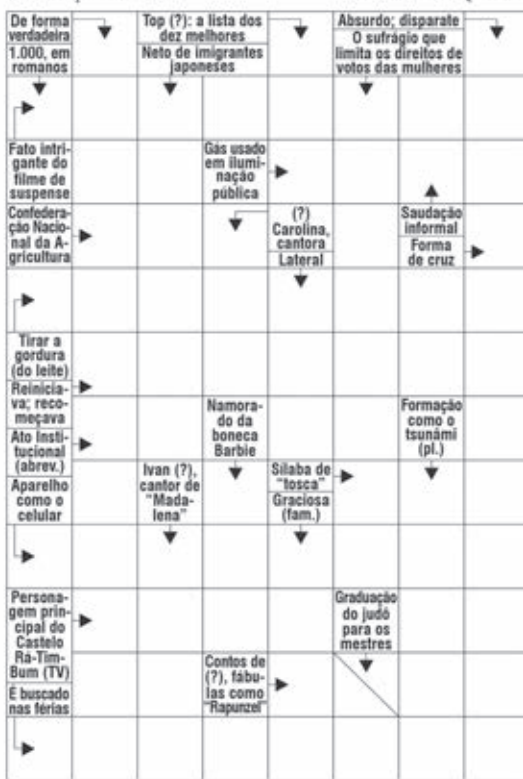 De forma
verdadeira
1.000, em
romanos
Top (?): a lista dos
dez melhores
Neto de imigrantes
japoneses
Absurdo; disparate
O sufrágio que
limita os direitos de
votos das mulheres
Fato intri-
gante do
filme de
suspense
Gás usado
em ilumi-
nação
pública
Confedera-
ção Nacio-
nal da A-
gricultura
(?)
Carolina,
cantora
Lateral
Saudação
informal
Forma
de cruz
Tirar a
gordura
(do leite)
Reinicia-
va; reco-
meçava
Ato Insti-
tucional
(abrev.)
Namora-
do da
boneca
Barbie
Formação
como o
tsunâmi
(pl.)
Aparelho
como o
celular
Ivan (?),
cantor de
"Mada-
lena"
Sílaba de
"tosca"
Graciosa
(fam.)
Persona-
gem prin-
cipal do
Castelo
Rá-Tim-
Bum (TV)
É buscado
nas férias
Graduação
do judô
para os
mestres
Contos de
(?), fábu-
las como
"Rapunzel"